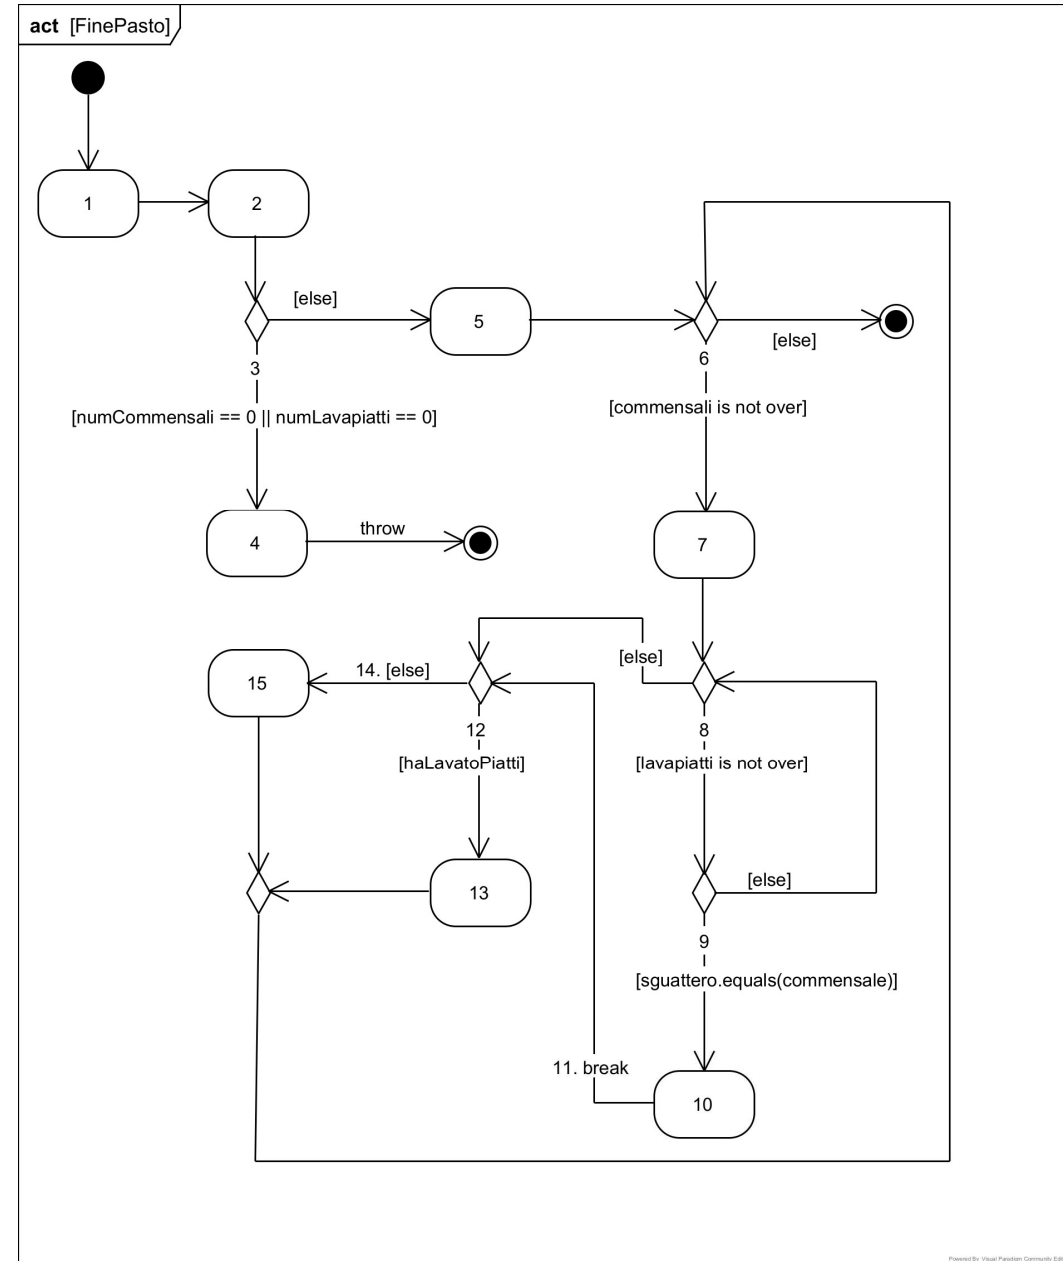 act [FinePasto]
1
2
[else]
5
[else]
3
6
[numCommensali == 0 || numLavapiatti == 0]
[commensali is not over]
4
throw
7
[else]
15
14. [else]
12
8
[haLavatoPiatti]
[lavapiatti is not over]
13
[else]
9
[sguattero.equals(commensale)]
11. break
10